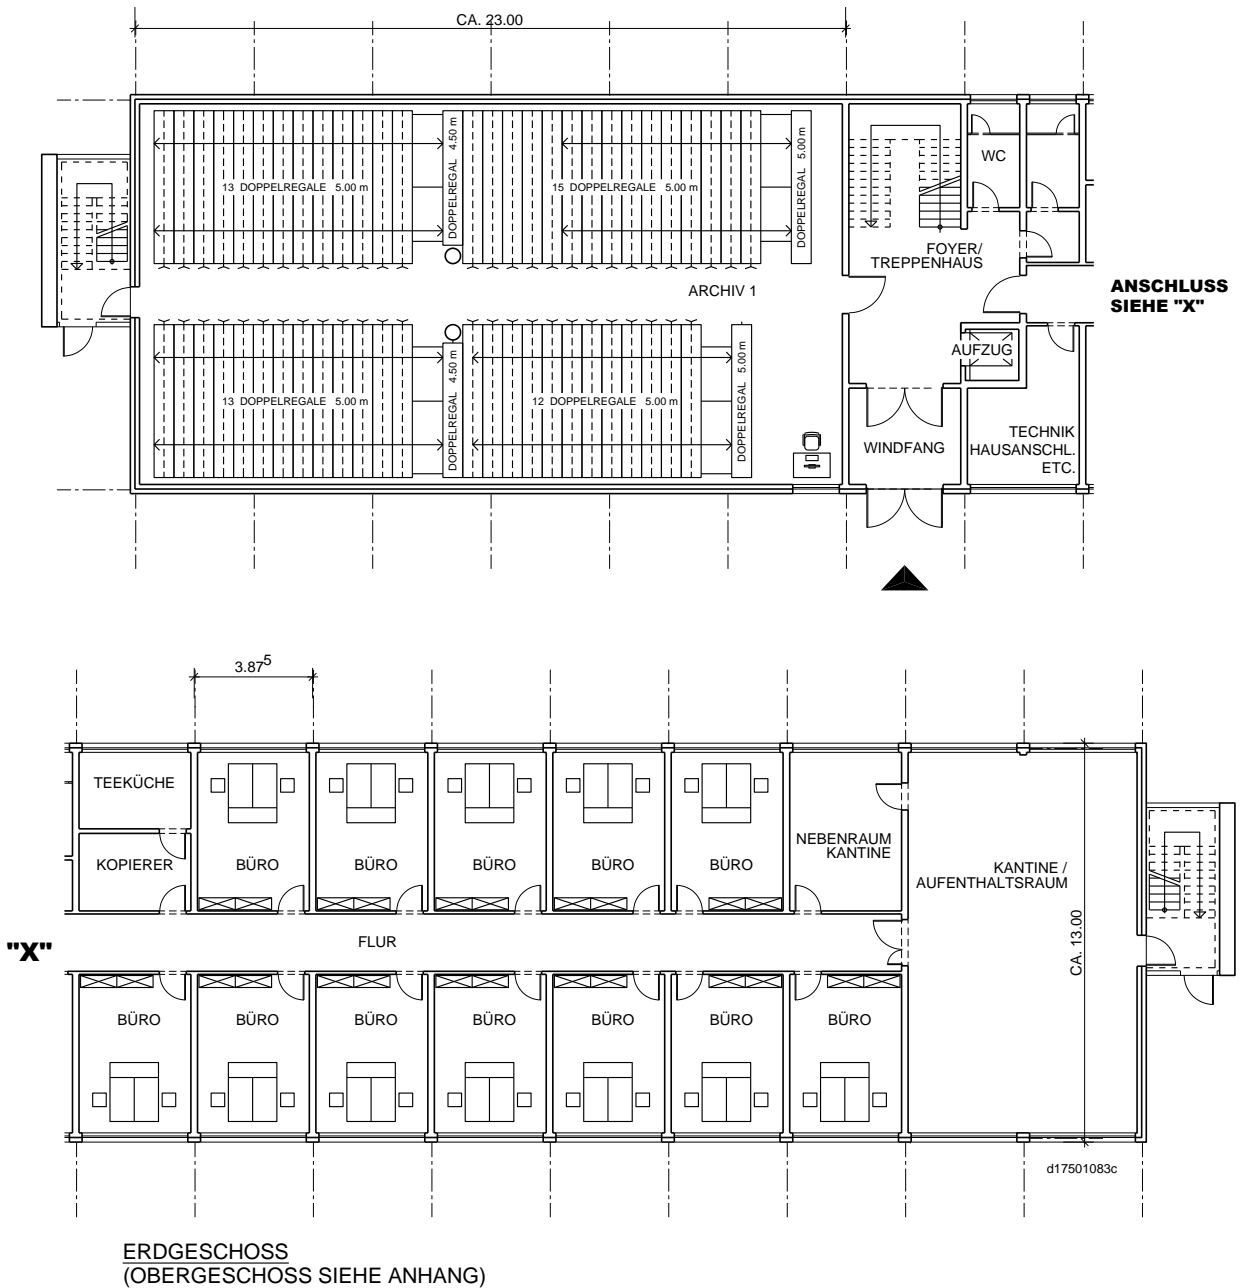 CA. 23.00
DOPPELREGAL 4.50 m
DOPPELREGAL 5.00 m
13 DOPPELREGALE 5.00 m
15 DOPPELREGALE 5.00 m
WC
FOYER/
TREPPENHAUS
ARCHIV 1
ANSCHLUSS
SIEHE "X"
AUFZUG
DOPPELREGAL 4.50 m
DOPPELREGAL 5.00 m
13 DOPPELREGALE 5.00 m
12 DOPPELREGALE 5.00 m
WINDFANG
TECHNIK
HAUSANSCHL.
ETC.
3.87⁵
TEEKÜCHE
KOPIERER
BÜRO
BÜRO
BÜRO
BÜRO
BÜRO
NEBENRAUM
KANTINE
KANTINE /
AUFENTHALTSRAUM
"X"
FLUR
CA. 13.00
BÜRO
BÜRO
BÜRO
BÜRO
BÜRO
BÜRO
BÜRO
d17501083c
ERDGESCHOSS
(OBERGESCHOSS SIEHE ANHANG)